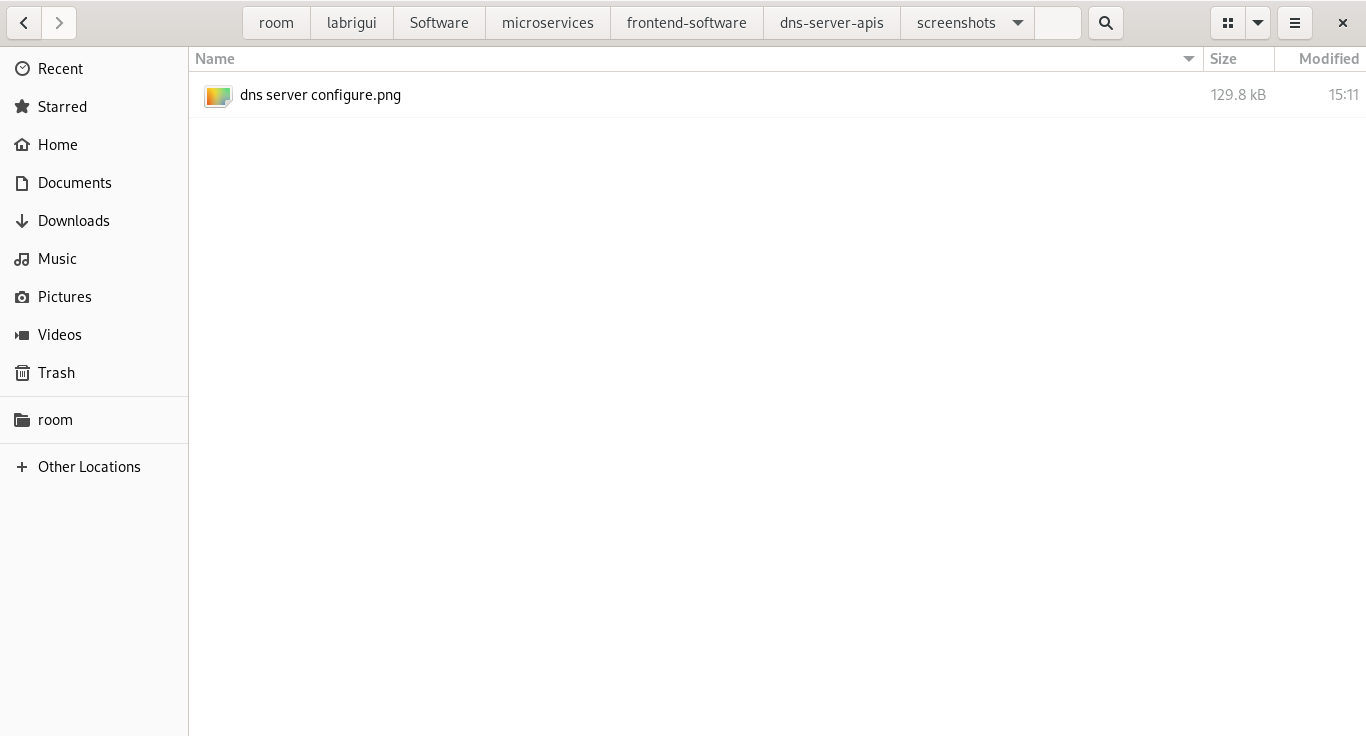 room labrigui Software microservices frontend-software dns-server-apis screenshots
Name Size Modified
dns server configure.png 129.8 kB 15:11
Recent
Starred
Home
Documents
Downloads
Music
Pictures
Videos
Trash
room
Other Locations